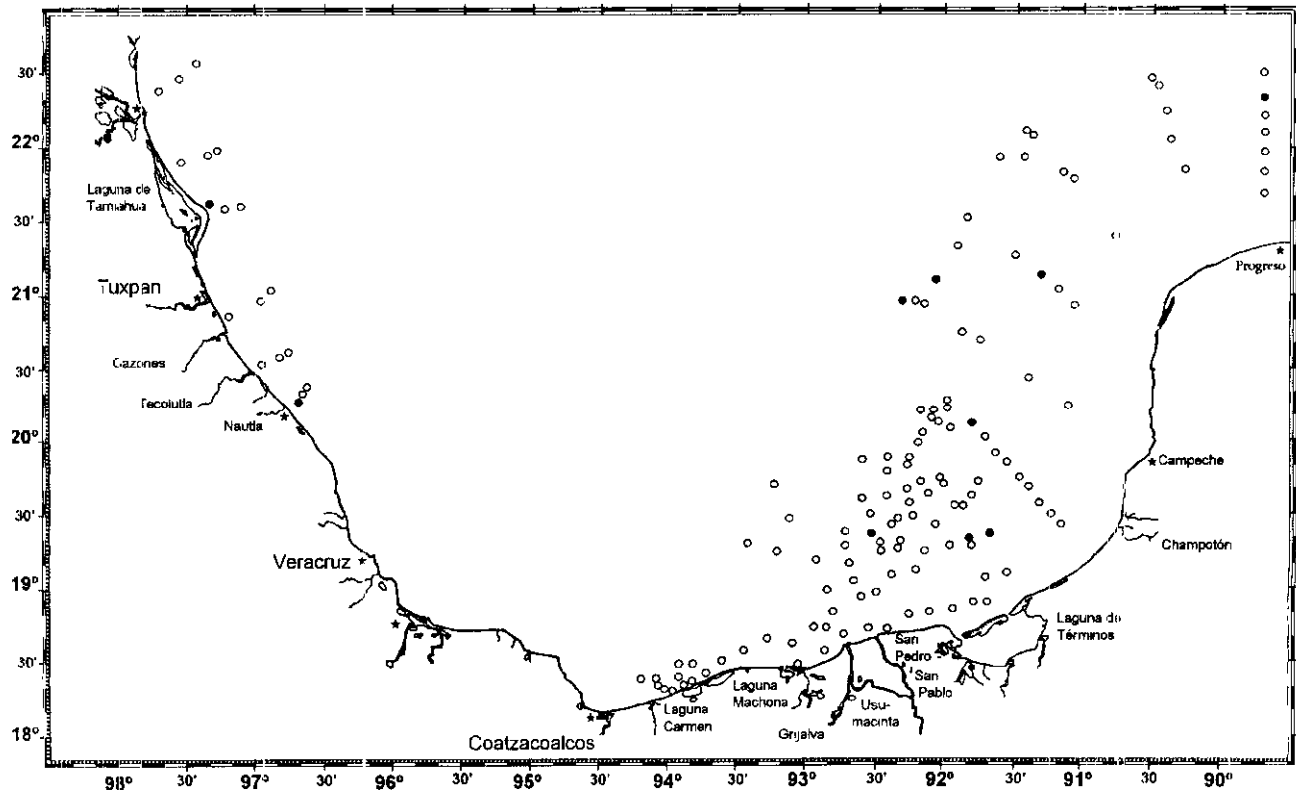 30'
22°
30'
21°
30'
20°
30'
19°
30'
18°
Laguna de
Tamiahua
Tuxpan
Cazones
Tecolutla
Nautla
Veracruz
Coatzacoalcos
Laguna
Carmen
Laguna
Machona
Grijalva
Usu-
macinta
San
Pedro
San
Pablo
Laguna de
Términos
Champotón
Campeche
Progreso
98° 30' 97° 30' 96° 30' 95° 30' 94° 30' 93° 30' 92° 30' 91° 30 90°